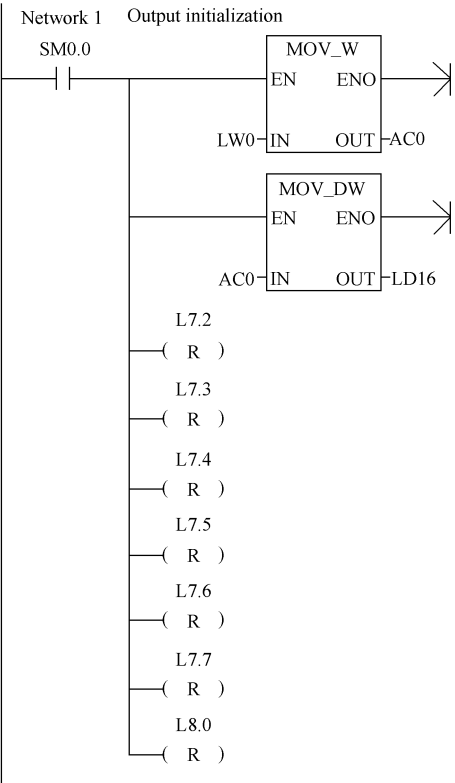 Network 1 Output initialization
SM0.0
MOV_W
EN ENO
LW0 IN OUT AC0
MOV_DW
EN ENO
AC0 IN OUT LD16
L7.2
( R )
L7.3
( R )
L7.4
( R )
L7.5
( R )
L7.6
( R )
L7.7
( R )
L8.0
( R )